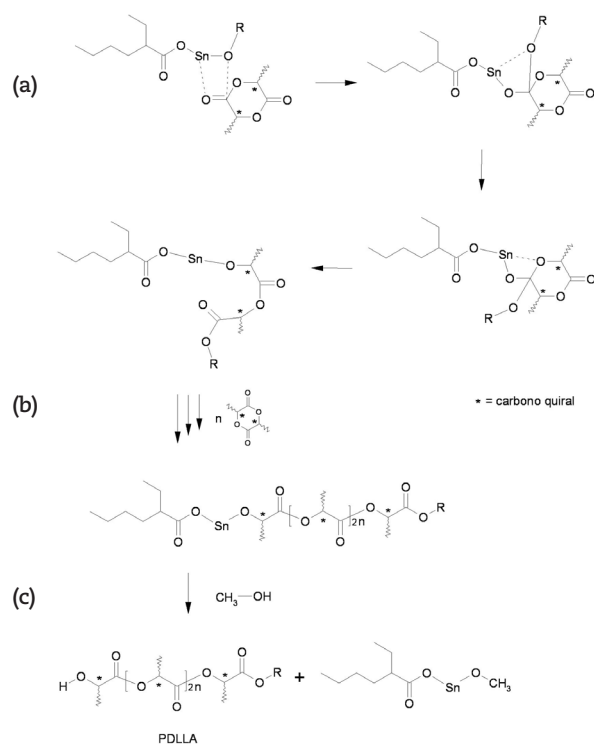 R
O Sn O
O
(a)
O O * O
* O
R
O
O Sn
O O O *
* O O
O Sn O
O *
O
O
O *
O
R
O Sn O *
O O O
R O *
* = carbono quiral
(b)
n
O
* O
O *
O
O O O
O Sn O * [ O * ]2n O * O R
O O
(c)
CH3—OH
O O O
H O * [ O * ]2n O * O R
O
+
O Sn O CH3
O
PDLLA